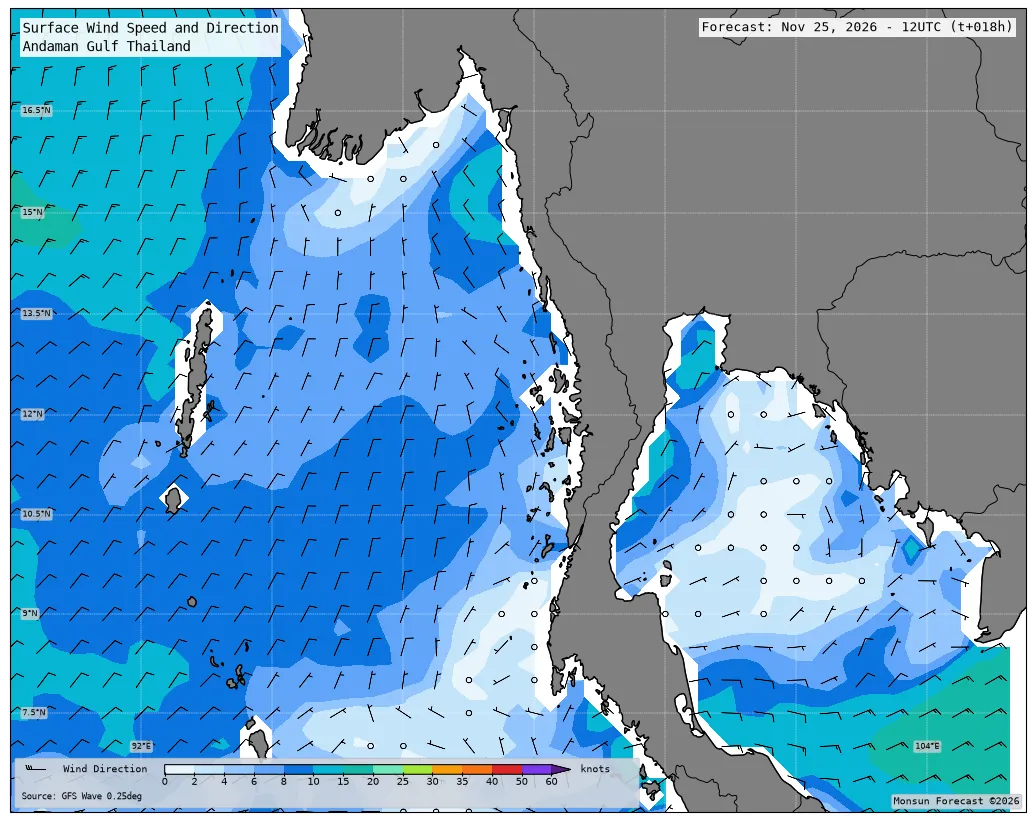 Surface Wind Speed and Direction
Andaman Gulf Thailand
Forecast: Nov 25, 2026 - 12UTC (t+018h)
16.5°N
15°N
13.5°N
12°N
10.5°N
9°N
7.5°N
92°E
104°E
Wind Direction
0 2 4 6 8 10 15 20 25 30 40 50 60
knots
Source: GFS Wave 0.25deg
Monsun Forecast ©2026